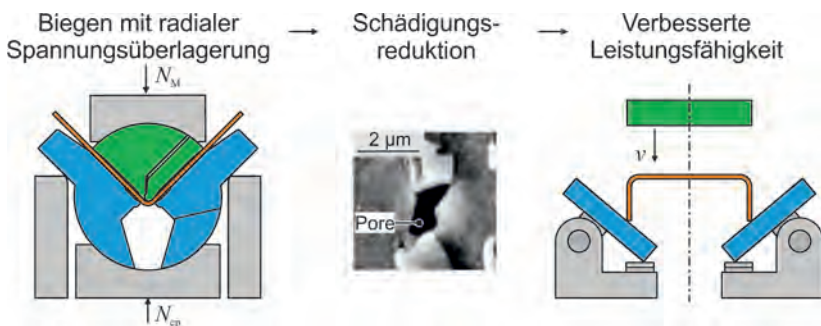 Biegen mit radialer
Spannungsüberlagerung
→
Schädigungs-
reduktion
→
Verbesserte
Leistungsfähigkeit
N_M
2 µm
Pore
v
N_cp